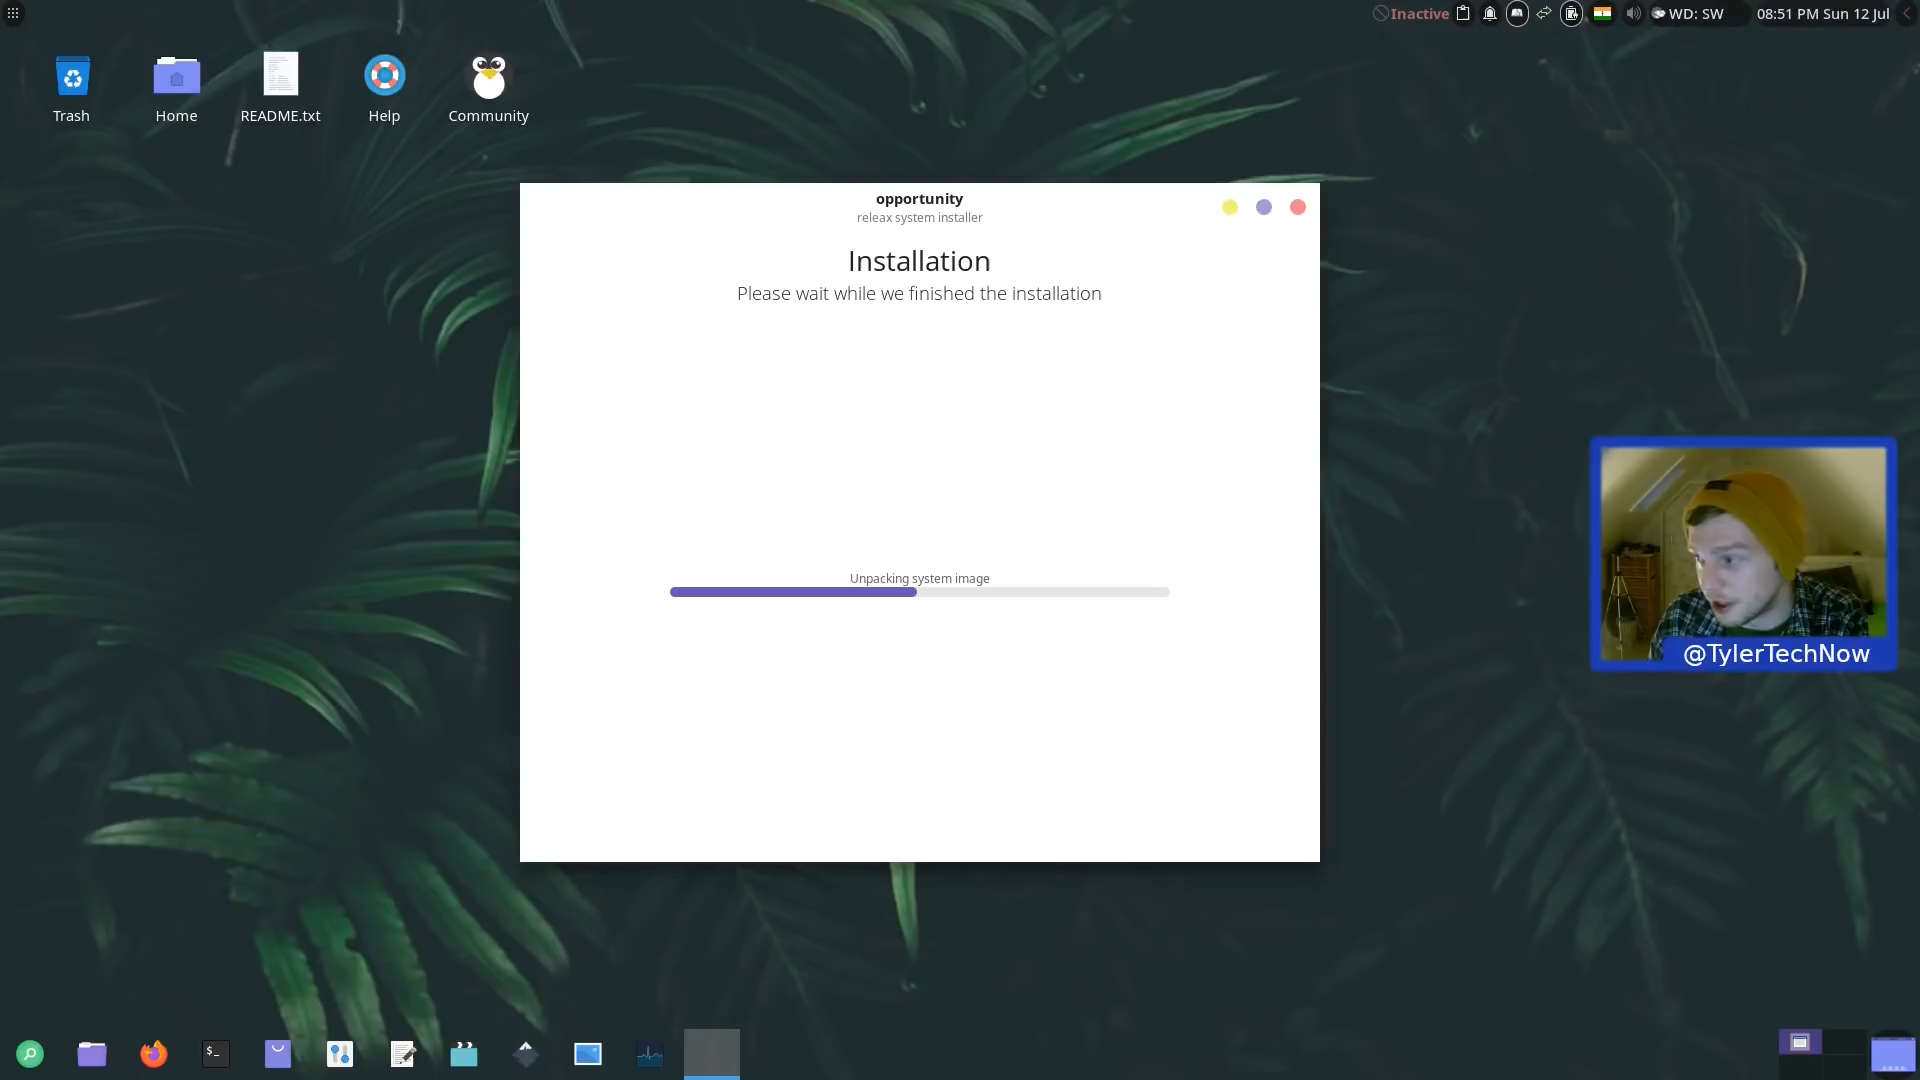 Inactive
WD: SW
08:51 PM Sun 12 Jul
Trash
Home
README.txt
Help
Community
opportunity
releax system installer
Installation
Please wait while we finished the installation
Unpacking system image
@TylerTechNow
$_